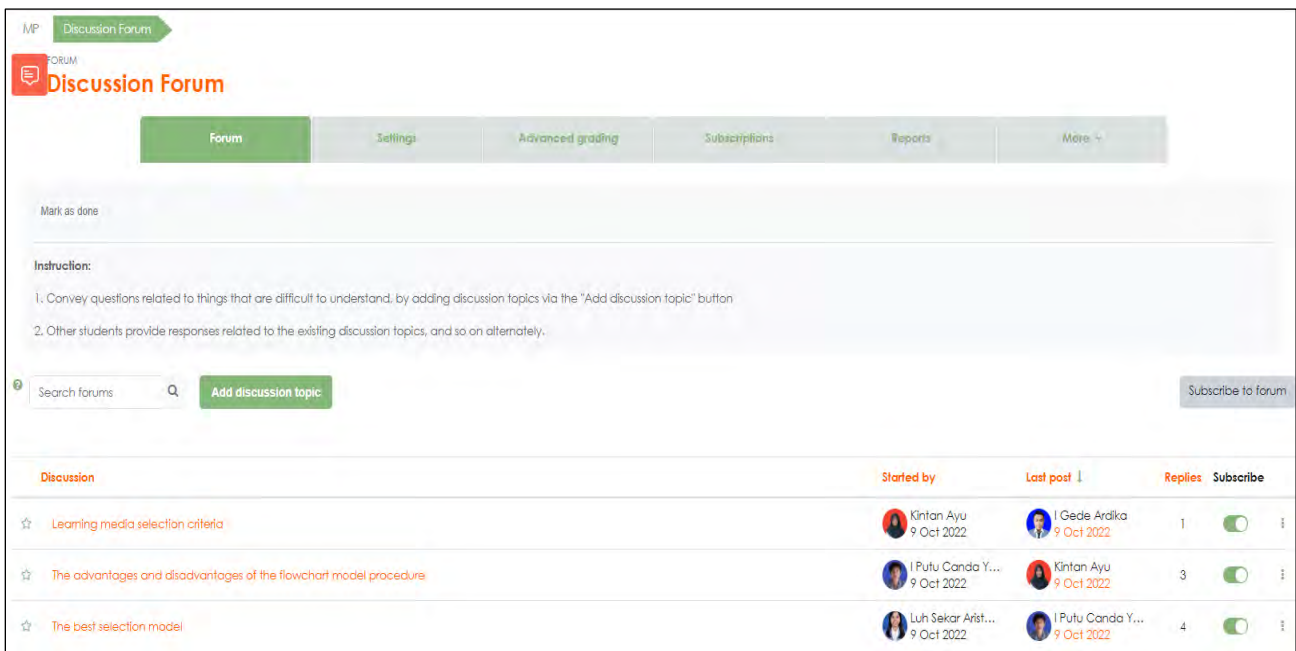 MP Discussion Forum
FORUM
Discussion Forum
Forum Settings Advanced grading Subscriptions Reports More
Mark as done
Instruction:
1. Convey questions related to things that are difficult to understand, by adding discussion topics via the "Add discussion topic" button
2. Other students provide responses related to the existing discussion topics, and so on alternately.
Search forums Add discussion topic Subscribe to forum
Discussion Started by Last post ↓ Replies Subscribe
Learning media selection criteria Kintan Ayu I Gede Ardika 1
9 Oct 2022 9 Oct 2022
The advantages and disadvantages of the flowchart model procedure I Putu Canda Y... Kintan Ayu 3
9 Oct 2022 9 Oct 2022
The best selection model Luh Sekar Arist... I Putu Canda Y... 4
9 Oct 2022 9 Oct 2022